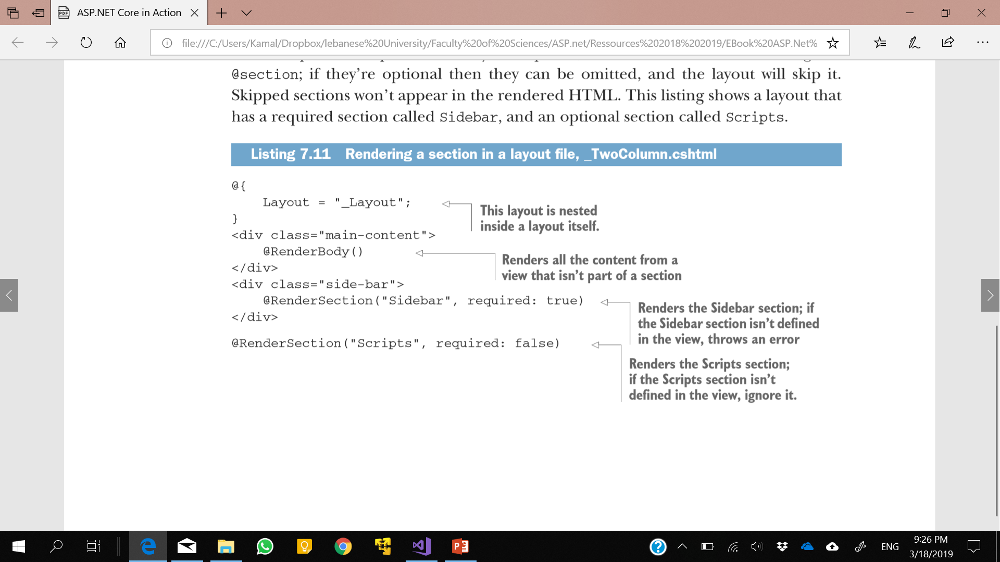 ASP.NET Core in Action
file:///C:/Users/Kamal/Dropbox/lebanese%20University/Faculty%20of%20Sciences/ASP.net/Ressources%202018%202019/EBook%20ASP.Net%
@section; if they’re optional then they can be omitted, and the layout will skip it.
Skipped sections won’t appear in the rendered HTML. This listing shows a layout that
has a required section called Sidebar, and an optional section called Scripts.
Listing 7.11 Rendering a section in a layout file, _TwoColumn.cshtml
@{
Layout = "_Layout";
}
This layout is nested
inside a layout itself.
<div class="main-content">
@RenderBody()
</div>
Renders all the content from a
view that isn’t part of a section
<div class="side-bar">
@RenderSection("Sidebar", required: true)
</div>
Renders the Sidebar section; if
the Sidebar section isn’t defined
in the view, throws an error
@RenderSection("Scripts", required: false)
Renders the Scripts section;
if the Scripts section isn’t
defined in the view, ignore it.
ENG
9:26 PM
3/18/2019